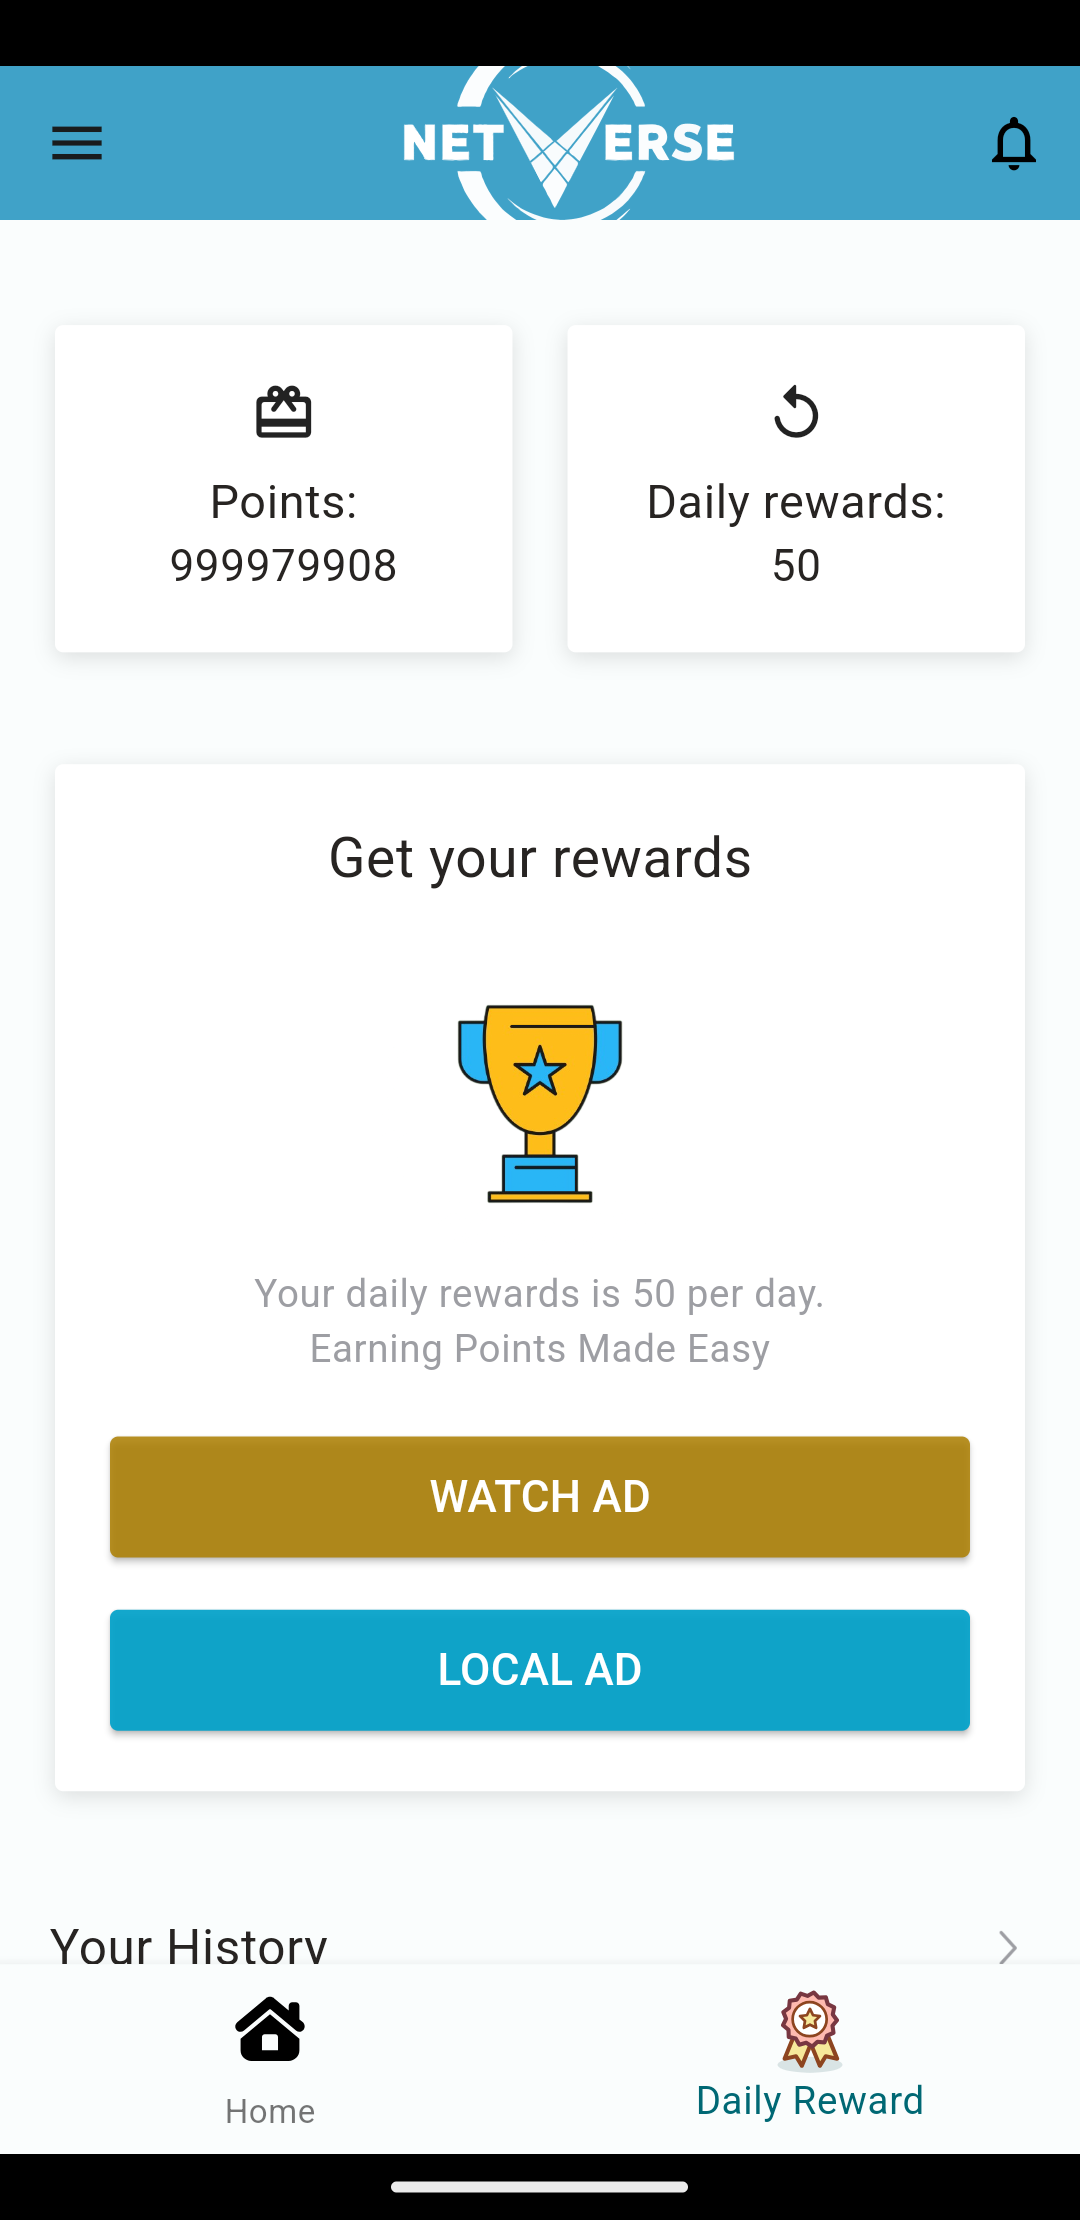 NETVERSE
Points:
999979908
Daily rewards:
50
Get your rewards
Your daily rewards is 50 per day.
Earning Points Made Easy
WATCH AD
LOCAL AD
Your History
Home
Daily Reward